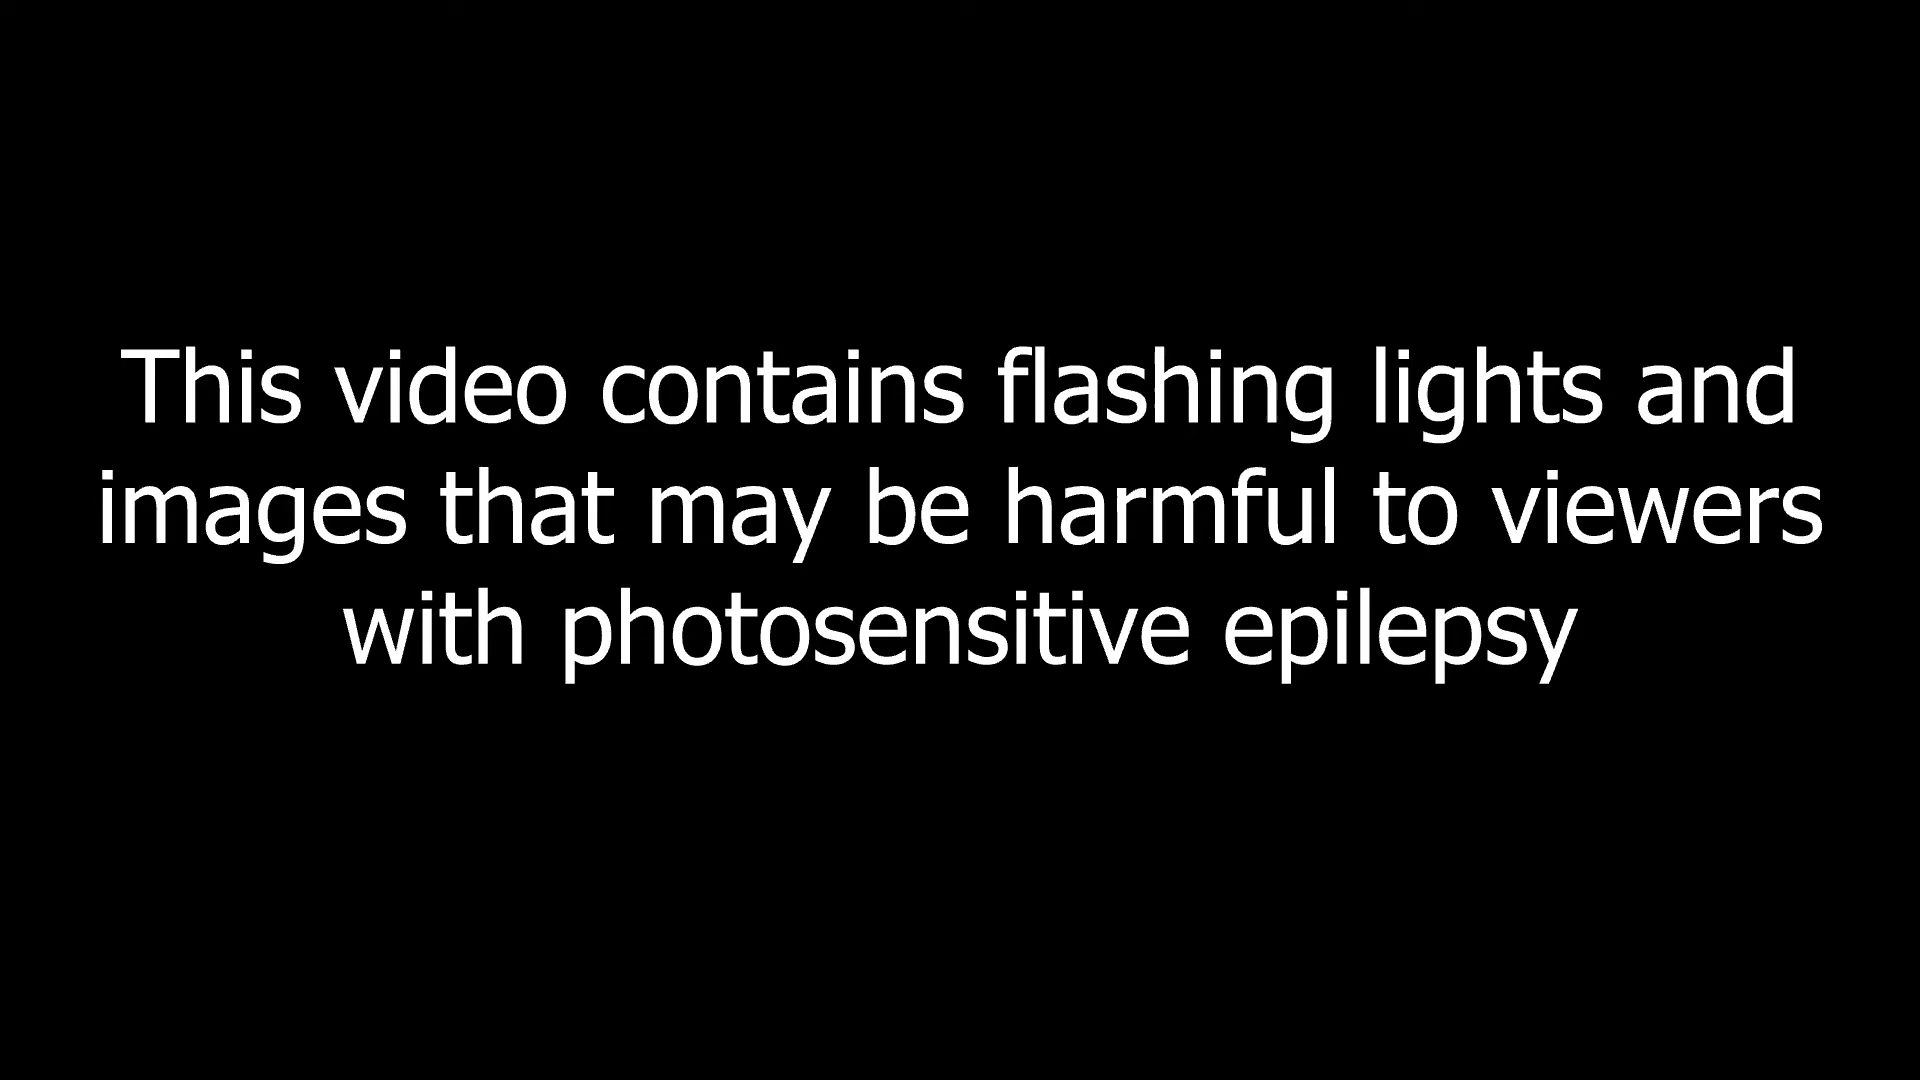 This video contains flashing lights and
images that may be harmful to viewers
with photosensitive epilepsy